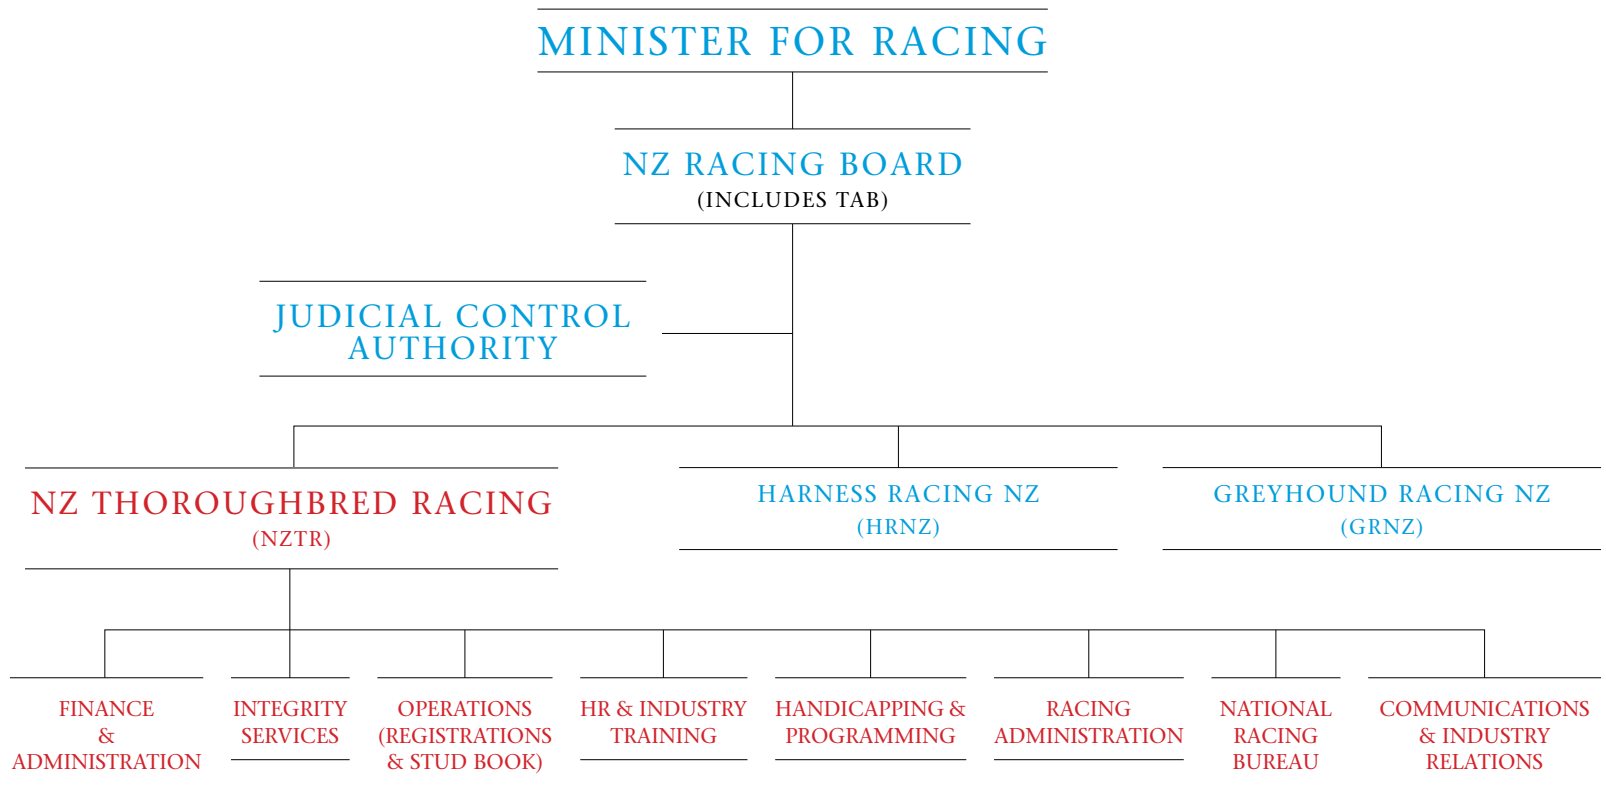 MINISTER FOR RACING
NZ RACING BOARD
(INCLUDES TAB)
JUDICIAL CONTROL
AUTHORITY
NZ THOROUGHBRED RACING
(NZTR)
HARNESS RACING NZ
(HRNZ)
GREYHOUND RACING NZ
(GRNZ)
FINANCE
&
ADMINISTRATION
INTEGRITY
SERVICES
OPERATIONS
(REGISTRATIONS
& STUD BOOK)
HR & INDUSTRY
TRAINING
HANDICAPPING &
PROGRAMMING
RACING
ADMINISTRATION
NATIONAL
RACING
BUREAU
COMMUNICATIONS
& INDUSTRY
RELATIONS